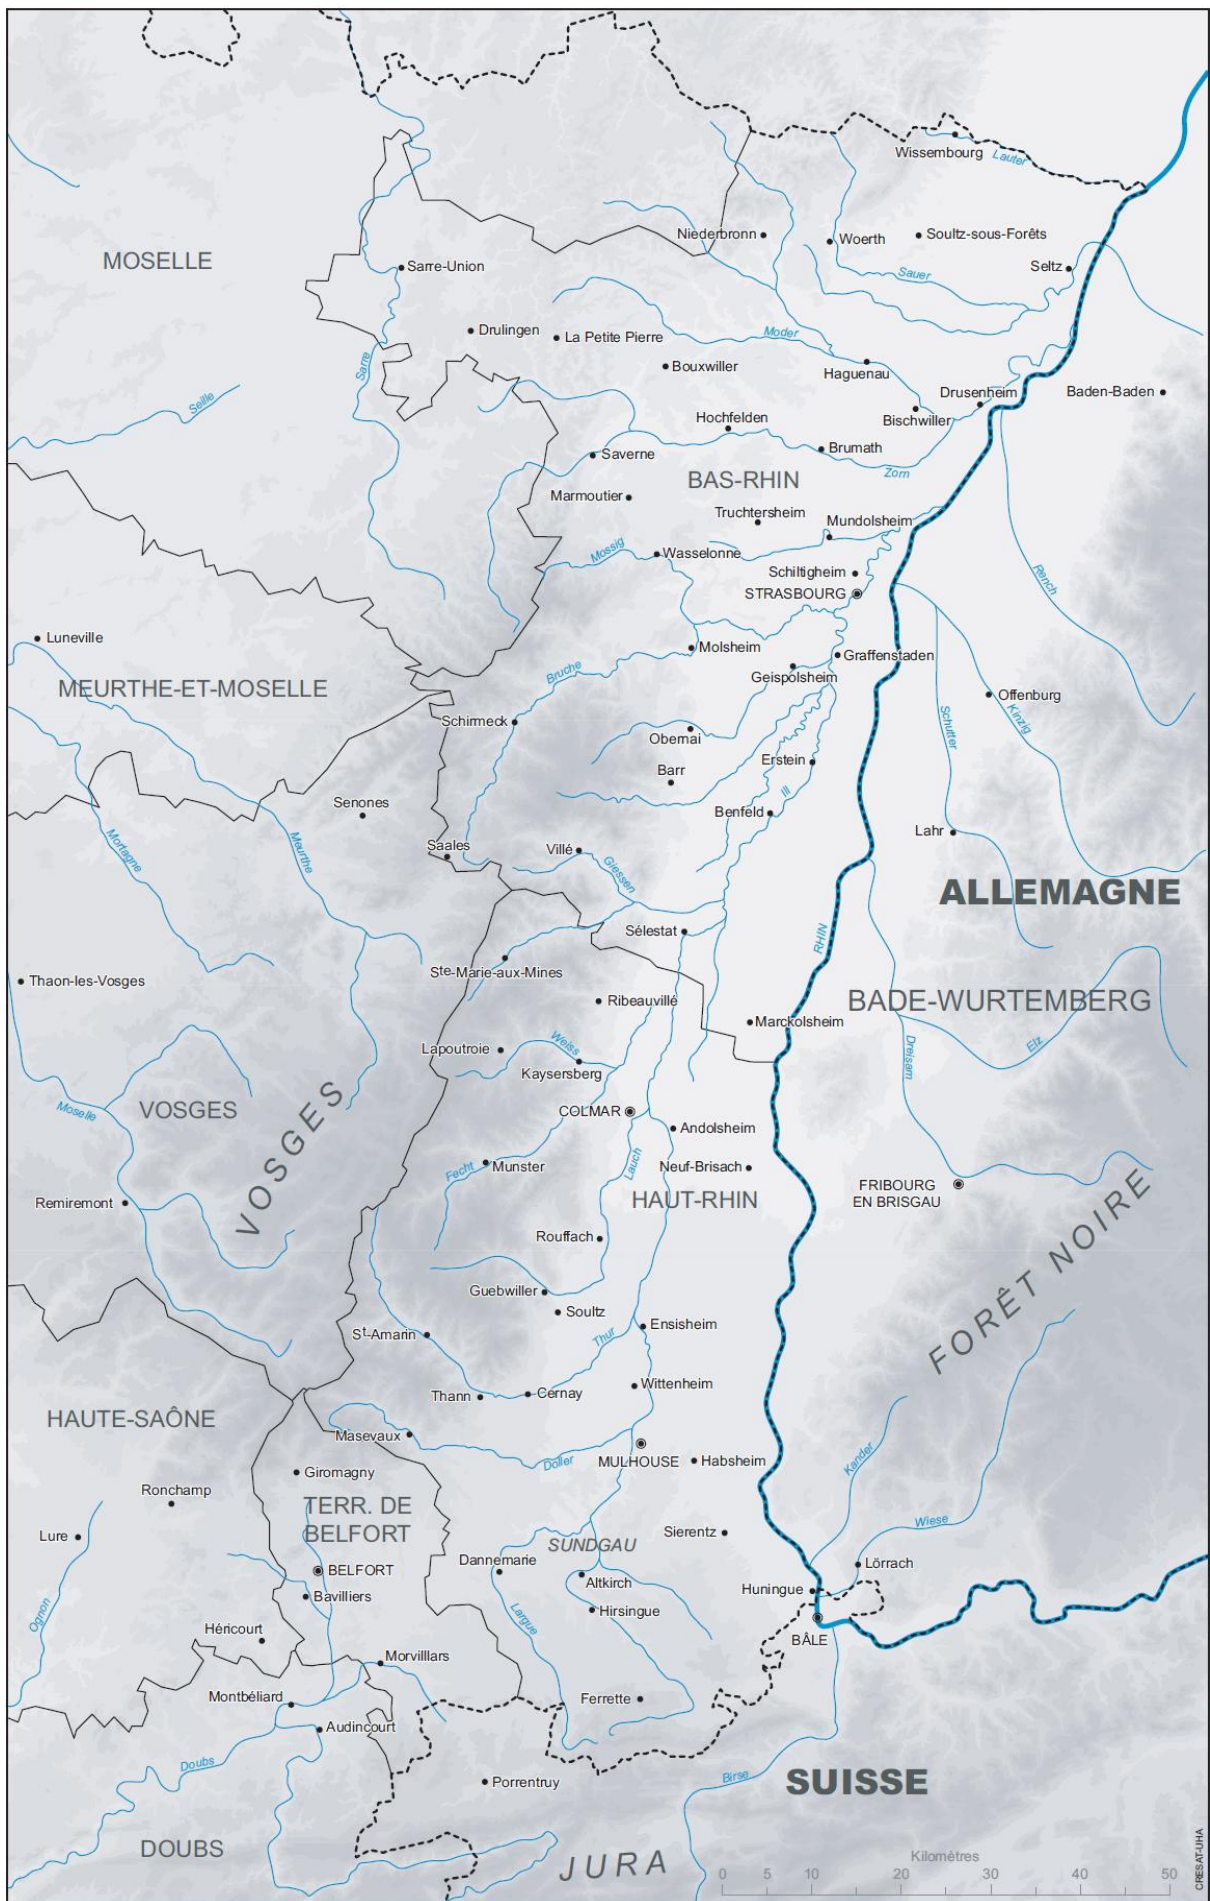 Wissembourg
Lauter
Niederbronn
Woerth
Soultz-sous-Forêts
MOSELLE
Sarre-Union
Sauer
Seltz
Drulingen
La Petite Pierre
Moder
Sarre
Bouxwiller
Haguenau
Seille
Drusenheim
Baden-Baden
Hochfelden
Bischwiller
Saverne
Brumath
Zorn
BAS-RHIN
Marmoutier
Truchtersheim
Mundolsheim
Mossig
Wasselonne
Schiltigheim
Rench
STRASBOURG
Luneville
Molsheim
Graffenstaden
Bruche
Geispolsheim
MEURTHE-ET-MOSELLE
Offenburg
Schirmeck
Schutter
Kinzig
Obernai
Barr
Erstein
Ill
Senones
Benfeld
Lahr
Mortagne
Meurthe
Saales
Villé
Giessen
ALLEMAGNE
Sélestat
RHIN
Ste-Marie-aux-Mines
Thaon-les-Vosges
Ribeauvillé
BADE-WURTEMBERG
Marckolsheim
Weiss
Lapoutroie
Kaysersberg
Dreisam
Elz
Moselle
VOSGES
VOSGES
COLMAR
Andolsheim
Fecht
Munster
Lauch
Neuf-Brisach
FRIBOURG
EN BRISGAU
Remiremont
HAUT-RHIN
Rouffach
FORÊT NOIRE
Guebwiller
Soultz
St-Amarin
Thur
Ensisheim
Thann
Cernay
Wittenheim
HAUTE-SAÔNE
Masevaux
Doller
MULHOUSE
Habsheim
Kander
Giromagny
Ronchamp
TERR. DE
BELFORT
Lure
Sierentz
Wiese
SUNDGAU
Dannemarie
BELFORT
Altkirch
Lörrach
Bavilliers
Huningue
Ognon
Largue
Hirsingue
Héricourt
BÂLE
Morvilllars
Montbéliard
Ferrette
Audincourt
Doubs
Porrentruy
Birse
SUISSE
DOUBS
JURA
Kilomètres
0 5 10 20 30 40 50
CRESAT-UHA